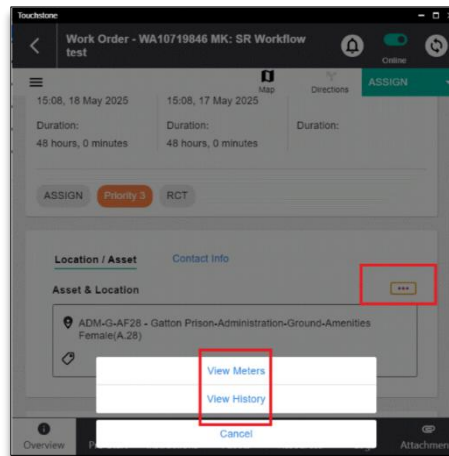 Touchstone
Work Order - WA10719846 MK: SR Workflow
test
Online
Map
Directions
ASSIGN
15:08, 18 May 2025
15:08, 17 May 2025
Duration:
Duration:
Duration:
48 hours, 0 minutes
48 hours, 0 minutes
ASSIGN
Priority 3
RCT
Location / Asset
Contact Info
Asset & Location
ADM-G-AF28 - Gatton Prison-Administration-Ground-Amenities
Female(A.28)
View Meters
View History
Cancel
Overview
Attachmen